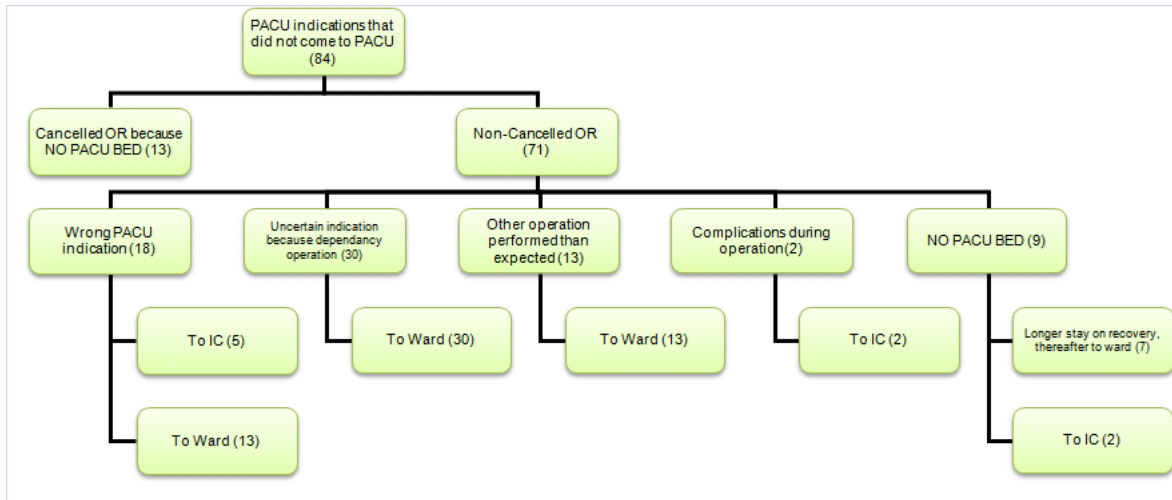 PACU indications that
did not come to PACU
(84)
Cancelled OR because
NO PACU BED (13)
Non-Cancelled OR
(71)
Wrong PACU
indication (18)
Uncertain indication
because dependancy
operation (30)
Other operation
performed than
expected (13)
Complications during
operation(2)
NO PACU BED (9)
To IC (5)
To Ward (30)
To Ward (13)
To IC (2)
Longer stay on recovery,
thereafter to ward (7)
To Ward (13)
To IC (2)